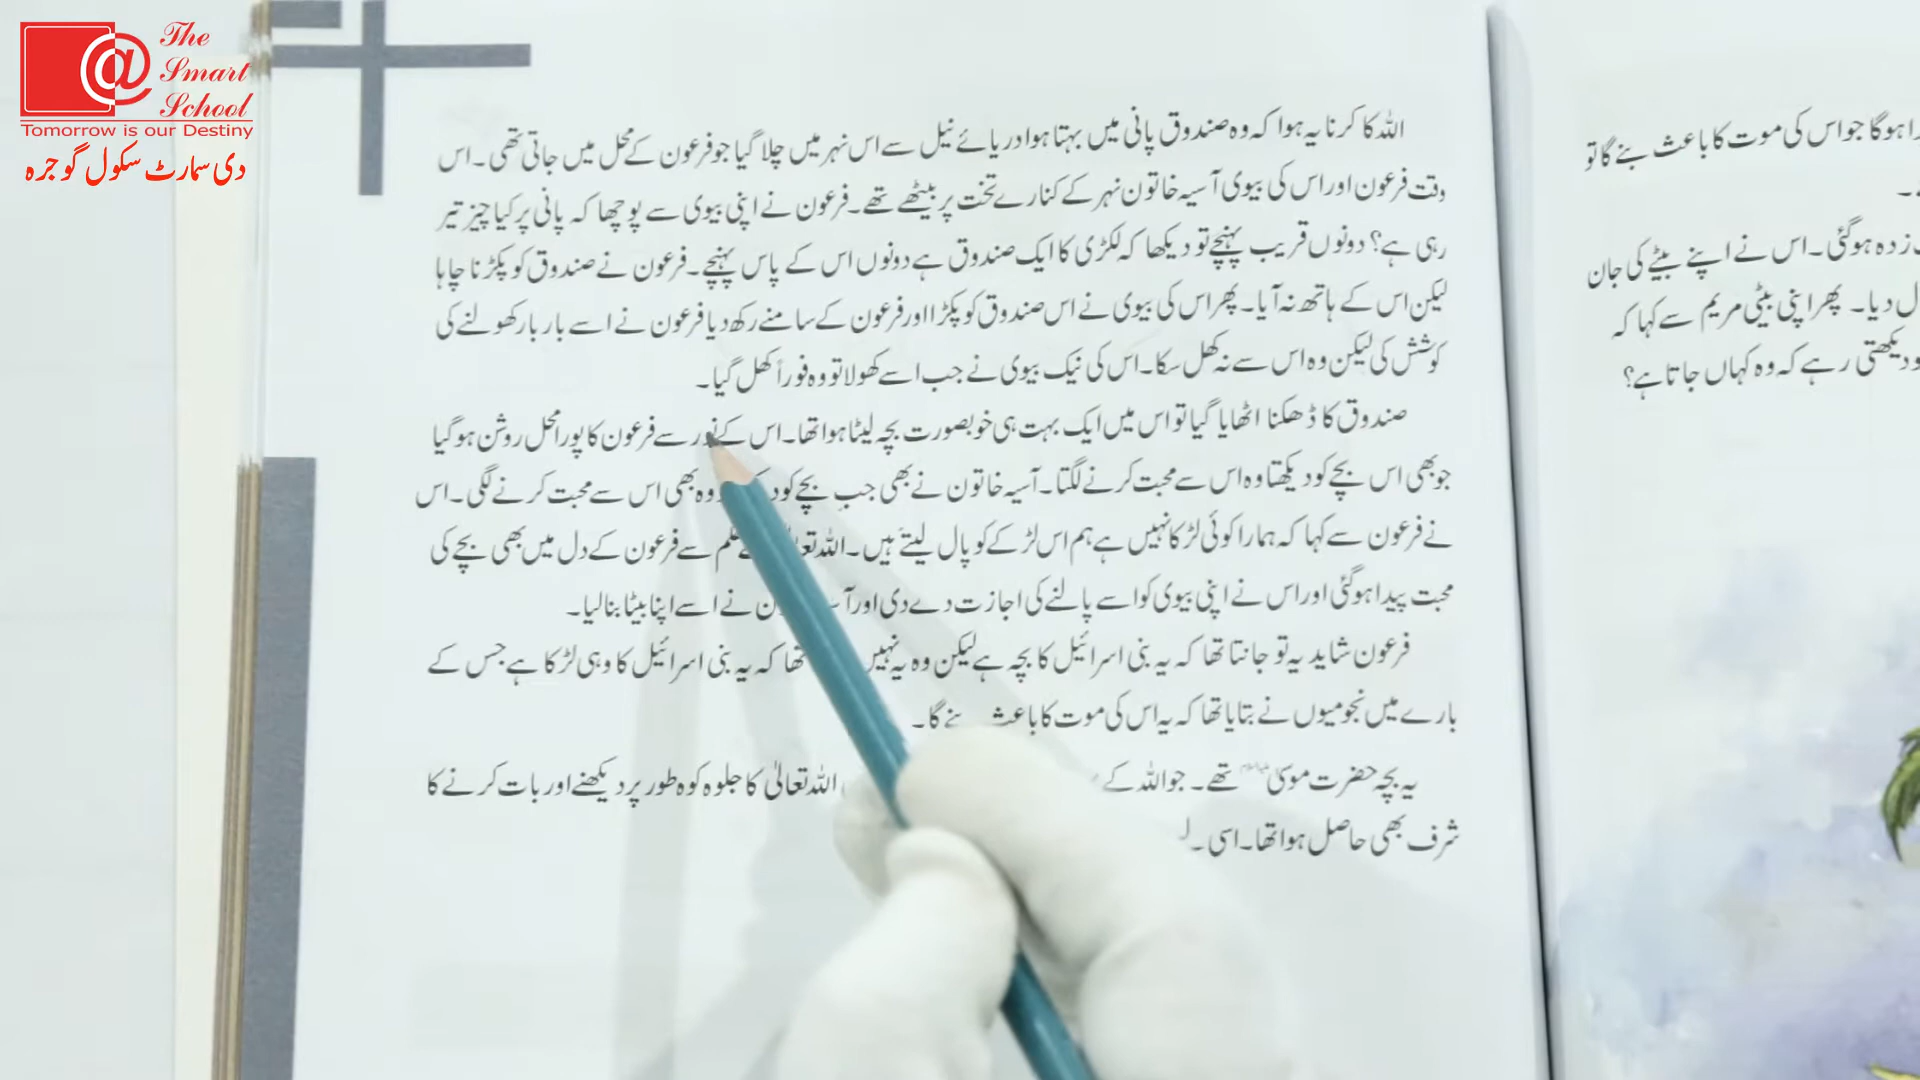 The
Smart
School
Tomorrow is our Destiny
دی سمارٹ سکول گوجرہ
اللہ کا کرنا یہ ہوا کہ وہ صندوق پانی میں بہتا ہوا دریائے نیل سے اس نہر میں چلا گیا جو فرعون کے محل میں جاتی تھی۔ اس
وقت فرعون اور اس کی بیوی آسیہ خاتون نہر کے کنارے تخت پر بیٹھے تھے۔ فرعون نے اپنی بیوی سے پوچھا کہ پانی پر کیا چیز تیر
رہی ہے؟ دونوں قریب پہنچے تو دیکھا کہ لکڑی کا ایک صندوق ہے دونوں اس کے پاس پہنچے۔ فرعون نے صندوق کو پکڑنا چاہا
لیکن اس کے ہاتھ نہ آیا۔ پھر اس کی بیوی نے اس صندوق کو پکڑا اور فرعون کے سامنے رکھ دیا فرعون نے اسے بار بار کھولنے کی
کوشش کی لیکن وہ اس سے نہ کھل سکا۔ اس کی نیک بیوی نے جب اسے کھولا تو وہ فوراً کھل گیا۔
صندوق کا ڈھکنا اٹھایا گیا تو اس میں ایک بہت ہی خوبصورت بچہ لیٹا ہوا تھا۔ اس کے نور سے فرعون کا پورا محل روشن ہو گیا
جو بھی اس بچے کو دیکھتا وہ اس سے محبت کرنے لگتا۔ آسیہ خاتون نے بھی جب بچے کو وہ بھی اس سے محبت کرنے لگی۔ اس
نے فرعون سے کہا کہ ہمارا کوئی لڑکا نہیں ہے ہم اس لڑکے کو پال لیتے ہیں۔ اللہ تعالیٰ سے فرعون کے دل میں بھی بچے کی
محبت پیدا ہو گئی اور اس نے اپنی بیوی کو اسے پالنے کی اجازت دے دی اور نے اسے اپنا بیٹا بنا لیا۔
فرعون شاید یہ تو جانتا تھا کہ یہ بنی اسرائیل کا بچہ ہے لیکن وہ یہ نہیں تھا کہ یہ بنی اسرائیل کا وہی لڑکا ہے جس کے
بارے میں نجومیوں نے بتایا تھا کہ یہ اس کی موت کا باعث بنے گا۔
یہ بچہ حضرت موسیٰ تھے۔ جو اللہ کے اللہ تعالیٰ کا جلوہ کوہ طور پر دیکھنے اور بات کرنے کا
شرف بھی حاصل ہوا تھا۔ اسی
ہوگا جو اس کی موت کا باعث بنے گا تو
زدہ ہو گئی۔ اس نے اپنے بیٹے کی جان
دیا۔ پھر اپنی بیٹی مریم سے کہا کہ
دیکھتی رہے کہ وہ کہاں جاتا ہے؟